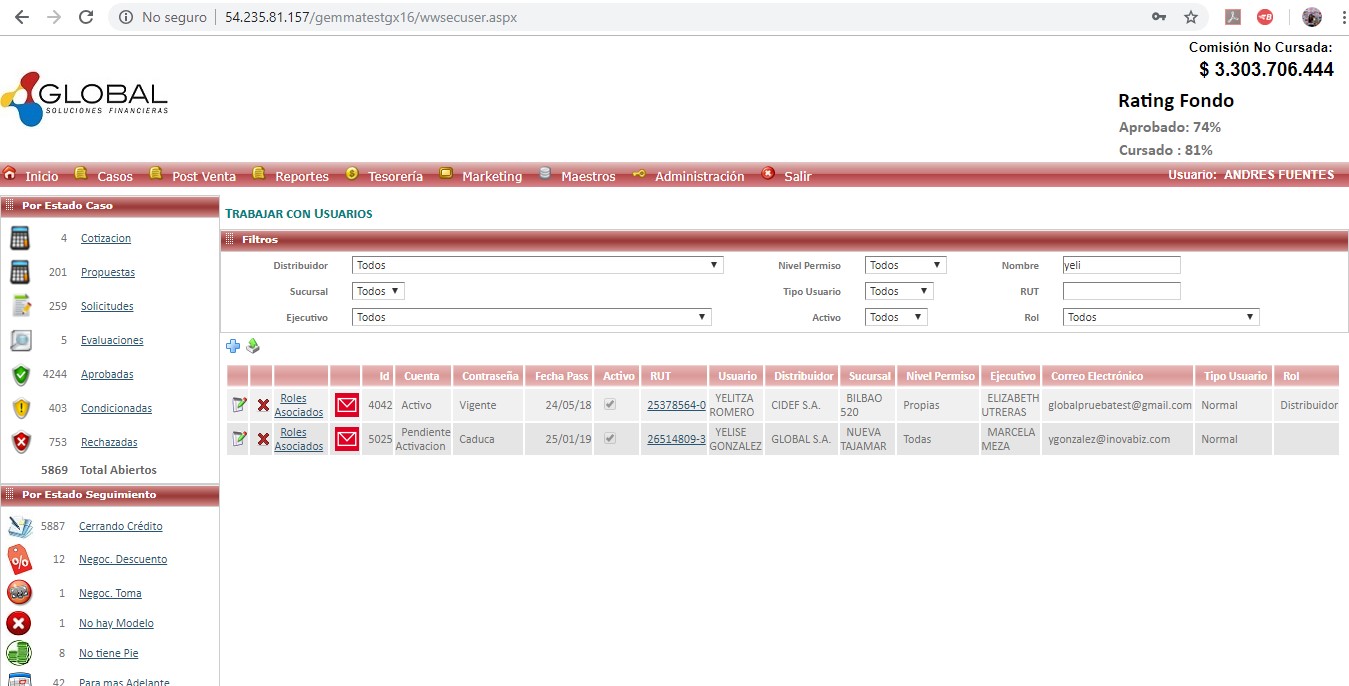 No seguro | 54.235.81.157/gemmatestgx16/wwsecuser.aspx
Comisión No Cursada:
$ 3.303.706.444
GLOBAL
SOLUCIONES FINANCIERAS
Rating Fondo
Aprobado: 74%
Cursado : 81%
Inicio Casos Post Venta Reportes Tesorería Marketing Maestros Administración Salir Usuario: ANDRES FUENTES
Por Estado Caso
4 Cotizacion
201 Propuestas
259 Solicitudes
5 Evaluaciones
4244 Aprobadas
403 Condicionadas
753 Rechazadas
5869 Total Abiertos
Por Estado Seguimiento
5887 Cerrando Crédito
12 Negoc. Descuento
1 Negoc. Toma
1 No hay Modelo
8 No tiene Pie
42 Para mas Adelante
TRABAJAR CON USUARIOS
Filtros
Distribuidor Todos Nivel Permiso Todos Nombre yeli
Sucursal Todos Tipo Usuario Todos RUT
Ejecutivo Todos Activo Todos Rol Todos
Id Cuenta Contraseña Fecha Pass Activo RUT Usuario Distribuidor Sucursal Nivel Permiso Ejecutivo Correo Electrónico Tipo Usuario Rol
Roles Asociados 4042 Activo Vigente 24/05/18 25378564-0 YELITZA ROMERO CIDEF S.A. BILBAO 520 Propias ELIZABETH UTRERAS globalpruebatest@gmail.com Normal Distribuidor
Roles Asociados 5025 Pendiente Activacion Caduca 25/01/19 26514809-3 YELISE GONZALEZ GLOBAL S.A. NUEVA TAJAMAR Todas MARCELA MEZA ygonzalez@inovabiz.com Normal